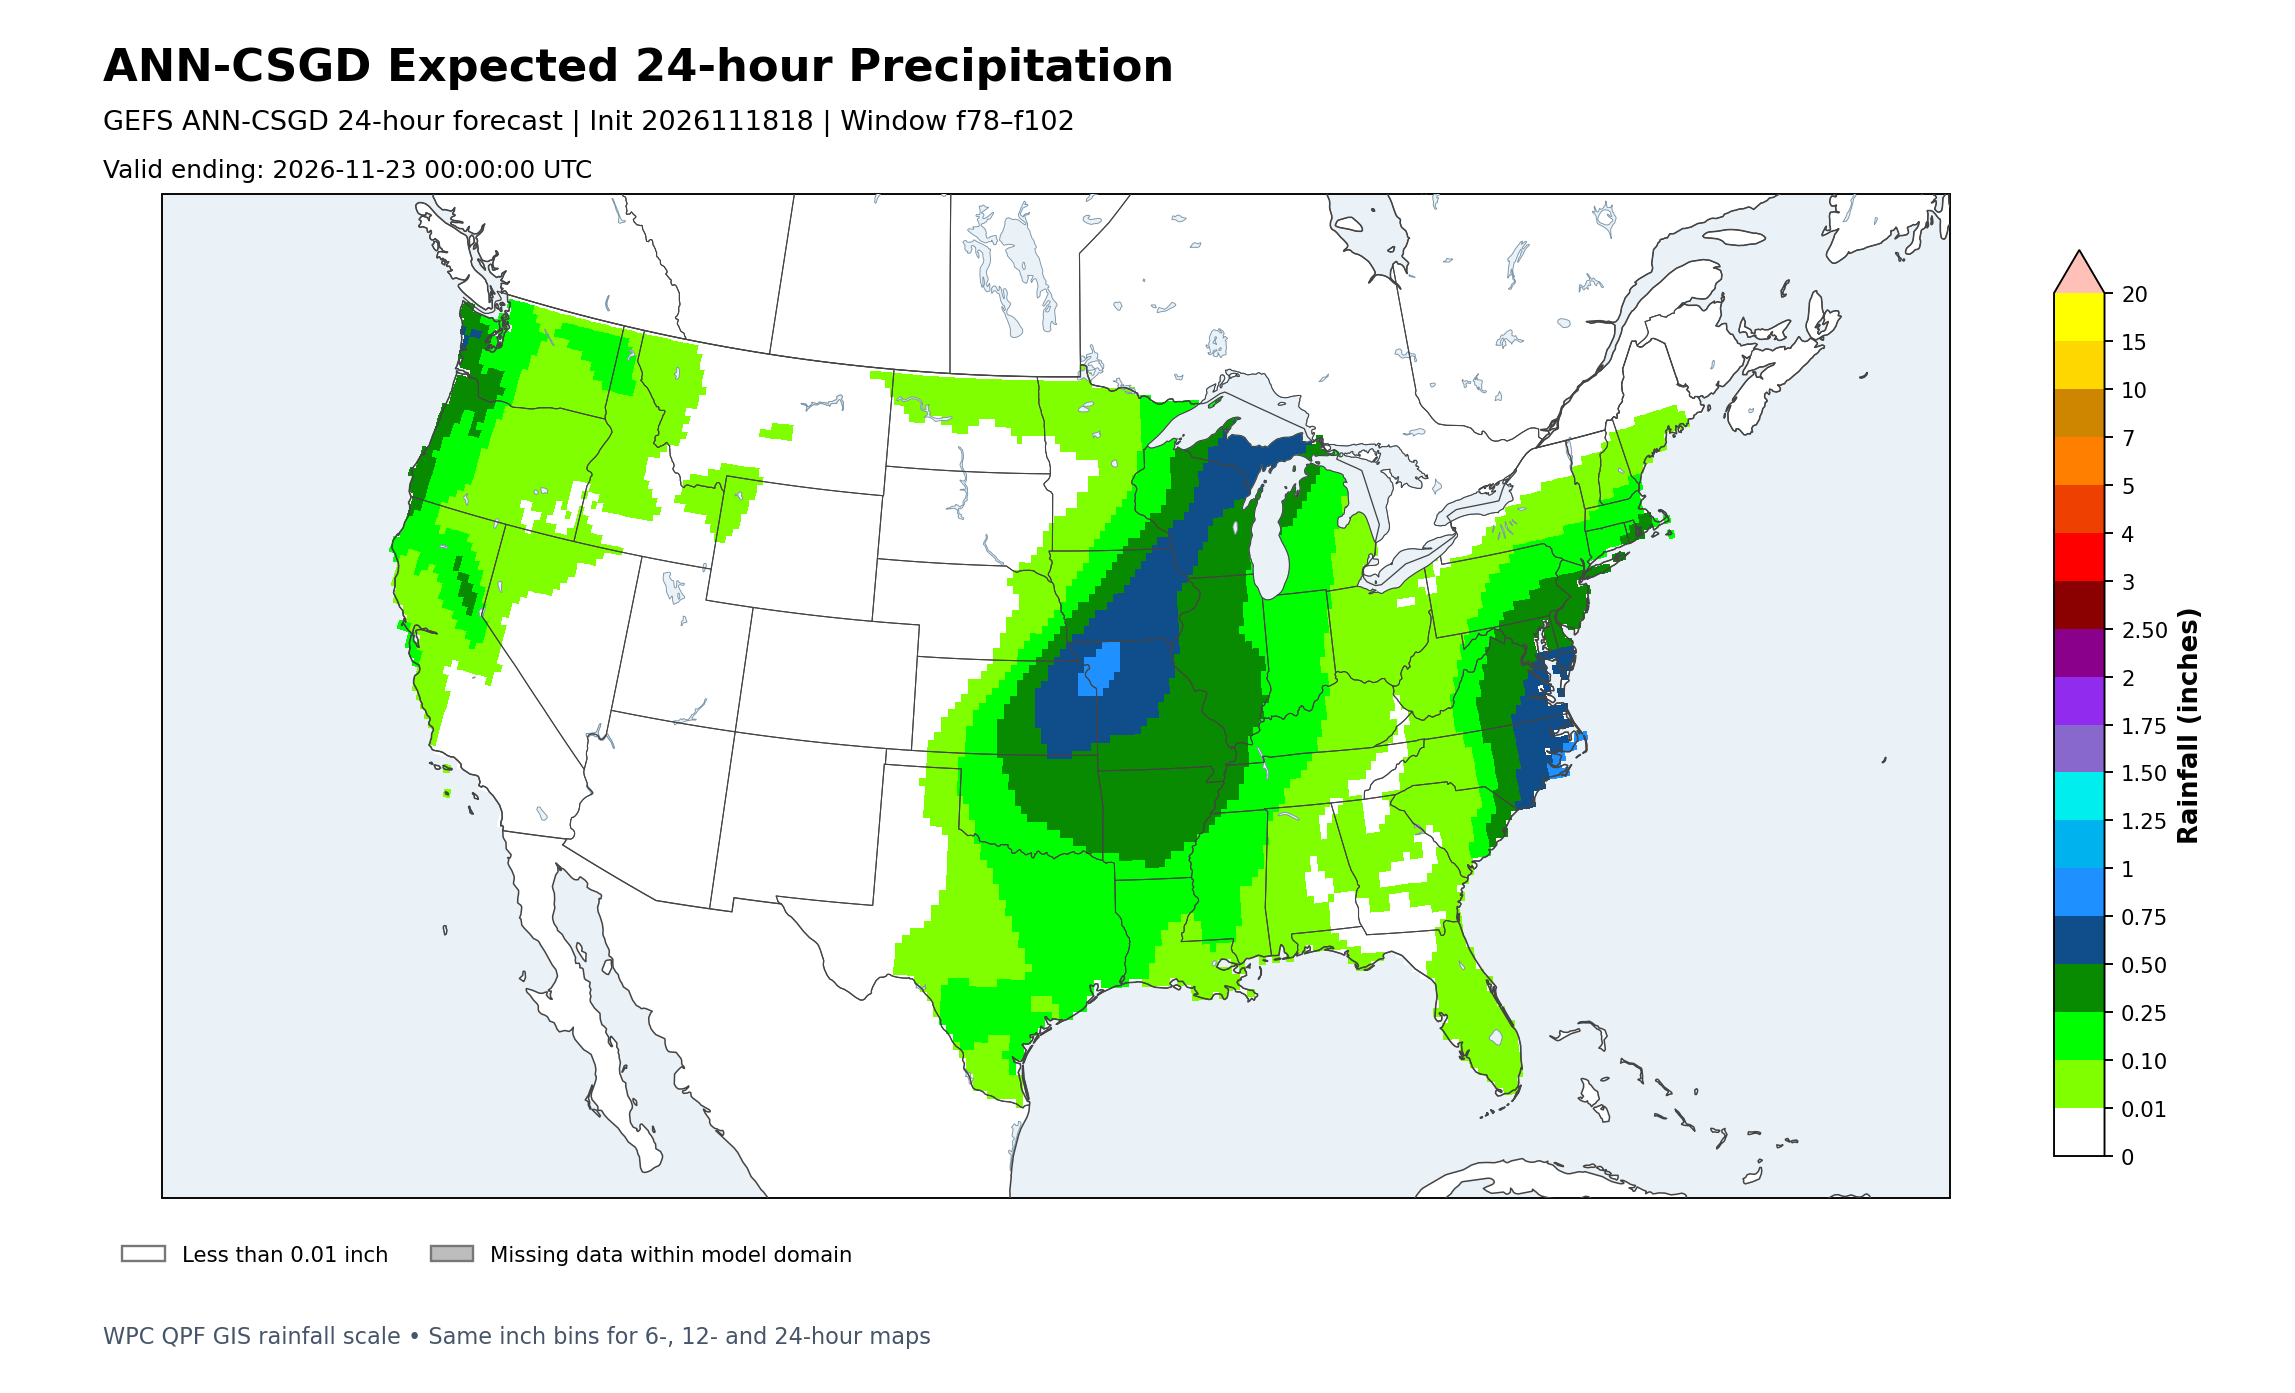 ANN-CSGD Expected 24-hour Precipitation
GEFS ANN-CSGD 24-hour forecast | Init 2026111818 | Window f78–f102
Valid ending: 2026-11-23 00:00:00 UTC
20
15
10
7
5
4
3
2.50
2
1.75
1.50
1.25
1
0.75
0.50
0.25
0.10
0.01
0
Rainfall (inches)
Less than 0.01 inch
Missing data within model domain
WPC QPF GIS rainfall scale • Same inch bins for 6-, 12- and 24-hour maps